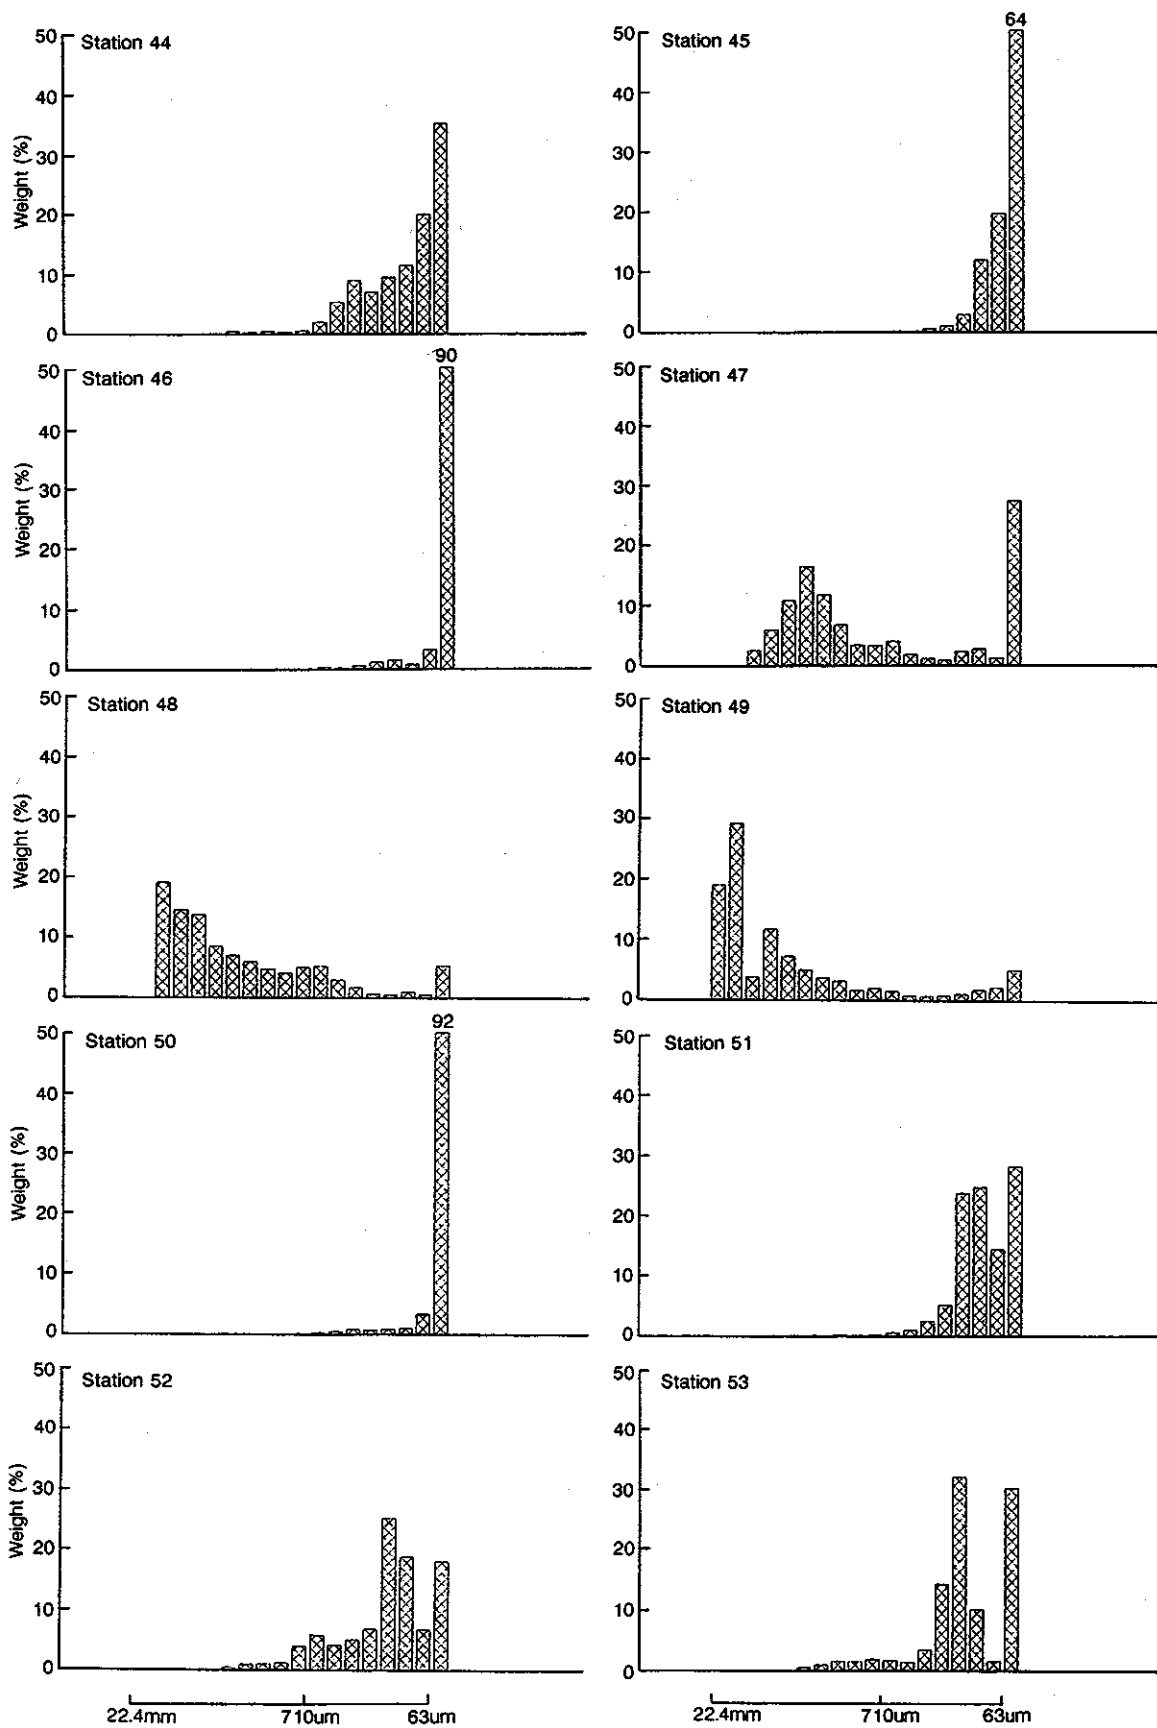 64
50 Station 44 50 Station 45
40 40
30 30
20 20
10 10
0 0
Weight (%)
90
50 Station 46 50 Station 47
40 40
30 30
20 20
10 10
0 0
Weight (%)
50 Station 48 50 Station 49
40 40
30 30
20 20
10 10
0 0
Weight (%)
92
50 Station 50 50 Station 51
40 40
30 30
20 20
10 10
0 0
Weight (%)
50 Station 52 50 Station 53
40 40
30 30
20 20
10 10
0 0
Weight (%)
22.4mm 710um 63um 22.4mm 710um 63um